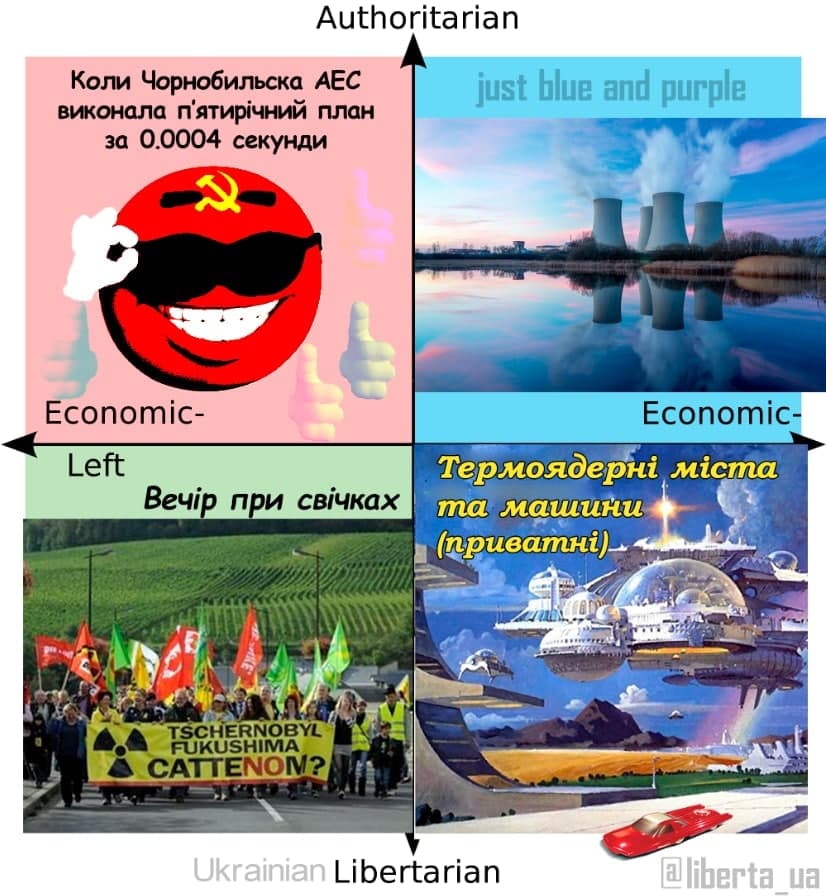 Authoritarian
Коли Чорнобильска АЕС
виконала п'ятирічний план
за 0.0004 секунди
just blue and purple
Economic-
Left
Economic-
Вечір при свічках
TSCHERNOBYL
FUKUSHIMA
CATTENOM?
Термоядерні міста
та машини
(приватні)
Ukrainian Libertarian
@liberta_ua